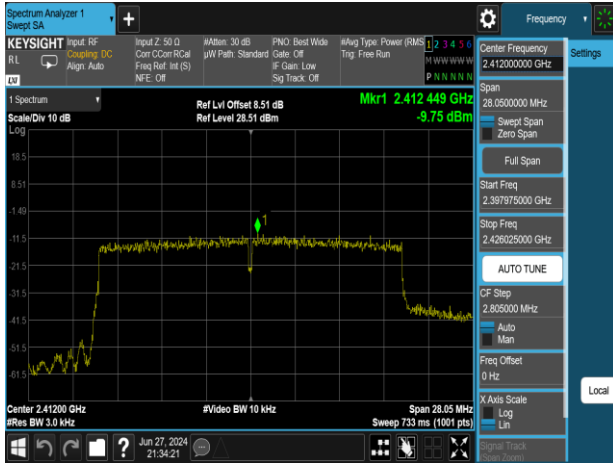 Spectrum Analyzer 1
Swept SA
+
Frequency
KEYSIGHT
RL
LXI
Input: RF
Coupling: DC
Align: Auto
Input Z: 50 Ω
Corr CCorr RCal
Freq Ref: Int (S)
NFE: Off
#Atten: 30 dB
µW Path: Standard
PNO: Best Wide
Gate: Off
IF Gain: Low
Sig Track: Off
#Avg Type: Power (RMS
Trig: Free Run
1 2 3 4 5 6
M W W W W W
P N N N N N
1 Spectrum
Scale/Div 10 dB
Log
Ref Lvl Offset 8.51 dB
Ref Level 28.51 dBm
Mkr1 2.412 449 GHz
-9.75 dBm
18.5
8.51
-1.49
-11.5
-21.5
-31.5
-41.5
-51.5
-61.5
1
Center 2.41200 GHz
#Res BW 3.0 kHz
#Video BW 10 kHz
Span 28.05 MHz
Sweep 733 ms (1001 pts)
Jun 27, 2024
21:34:21
?
Center Frequency
2.412000000 GHz
Span
28.0500000 MHz
Swept Span
Zero Span
Full Span
Start Freq
2.397975000 GHz
Stop Freq
2.426025000 GHz
AUTO TUNE
CF Step
2.805000 MHz
Auto
Man
Freq Offset
0 Hz
X Axis Scale
Log
Lin
Signal Track
(Span Zoom)
Settings
Local